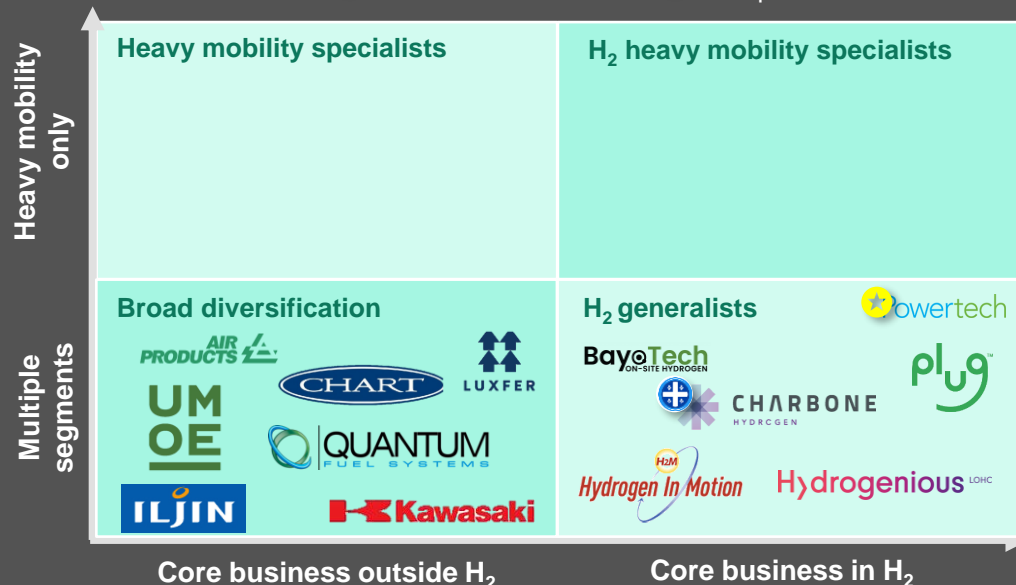 Heavy mobility only
Multiple segments
Heavy mobility specialists
H₂ heavy mobility specialists
Broad diversification
AIR
PRODUCTS
CHART
LUXFER
UM
OE
QUANTUM
FUEL SYSTEMS
ILJIN
Kawasaki
H₂ generalists
Powertech
BayoTech
ON-SITE HYDROGEN
plug™
CHARBONE
HYDROGEN
H2M
Hydrogen In Motion
Hydrogenious LOHC
Core business outside H₂
Core business in H₂